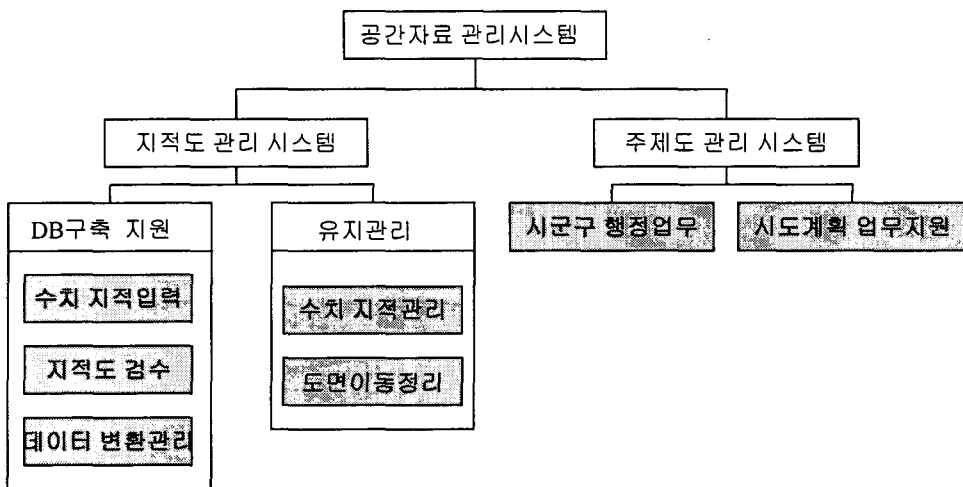 공간자료 관리시스템
지적도 관리 시스템
주제도 관리 시스템
DB구축 지원
유지관리
시군구 행정업무
시도계획 업무지원
수치 지적입력
지적도 검수
데이터 변환관리
수치 지적관리
도면이동정리